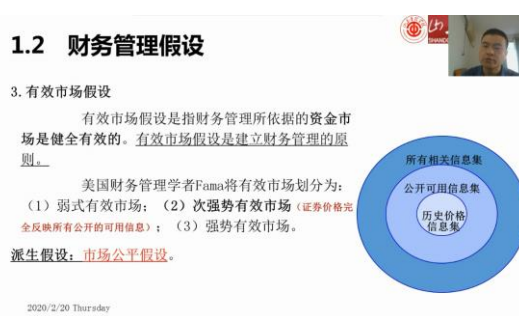 1.2 财务管理假设
3.有效市场假设
有效市场假设是指财务管理所依据的资金市
场是健全有效的。有效市场假设是建立财务管理的原
则。
美国财务管理学者Fama将有效市场划分为:
(1)弱式有效市场;(2)次强势有效市场(证券价格完
全反映所有公开的可用信息);(3)强势有效市场。
派生假设:市场公平假设。
所有相关信息集
公开可用信息集
历史价格
信息集
2020/2/20 Thursday